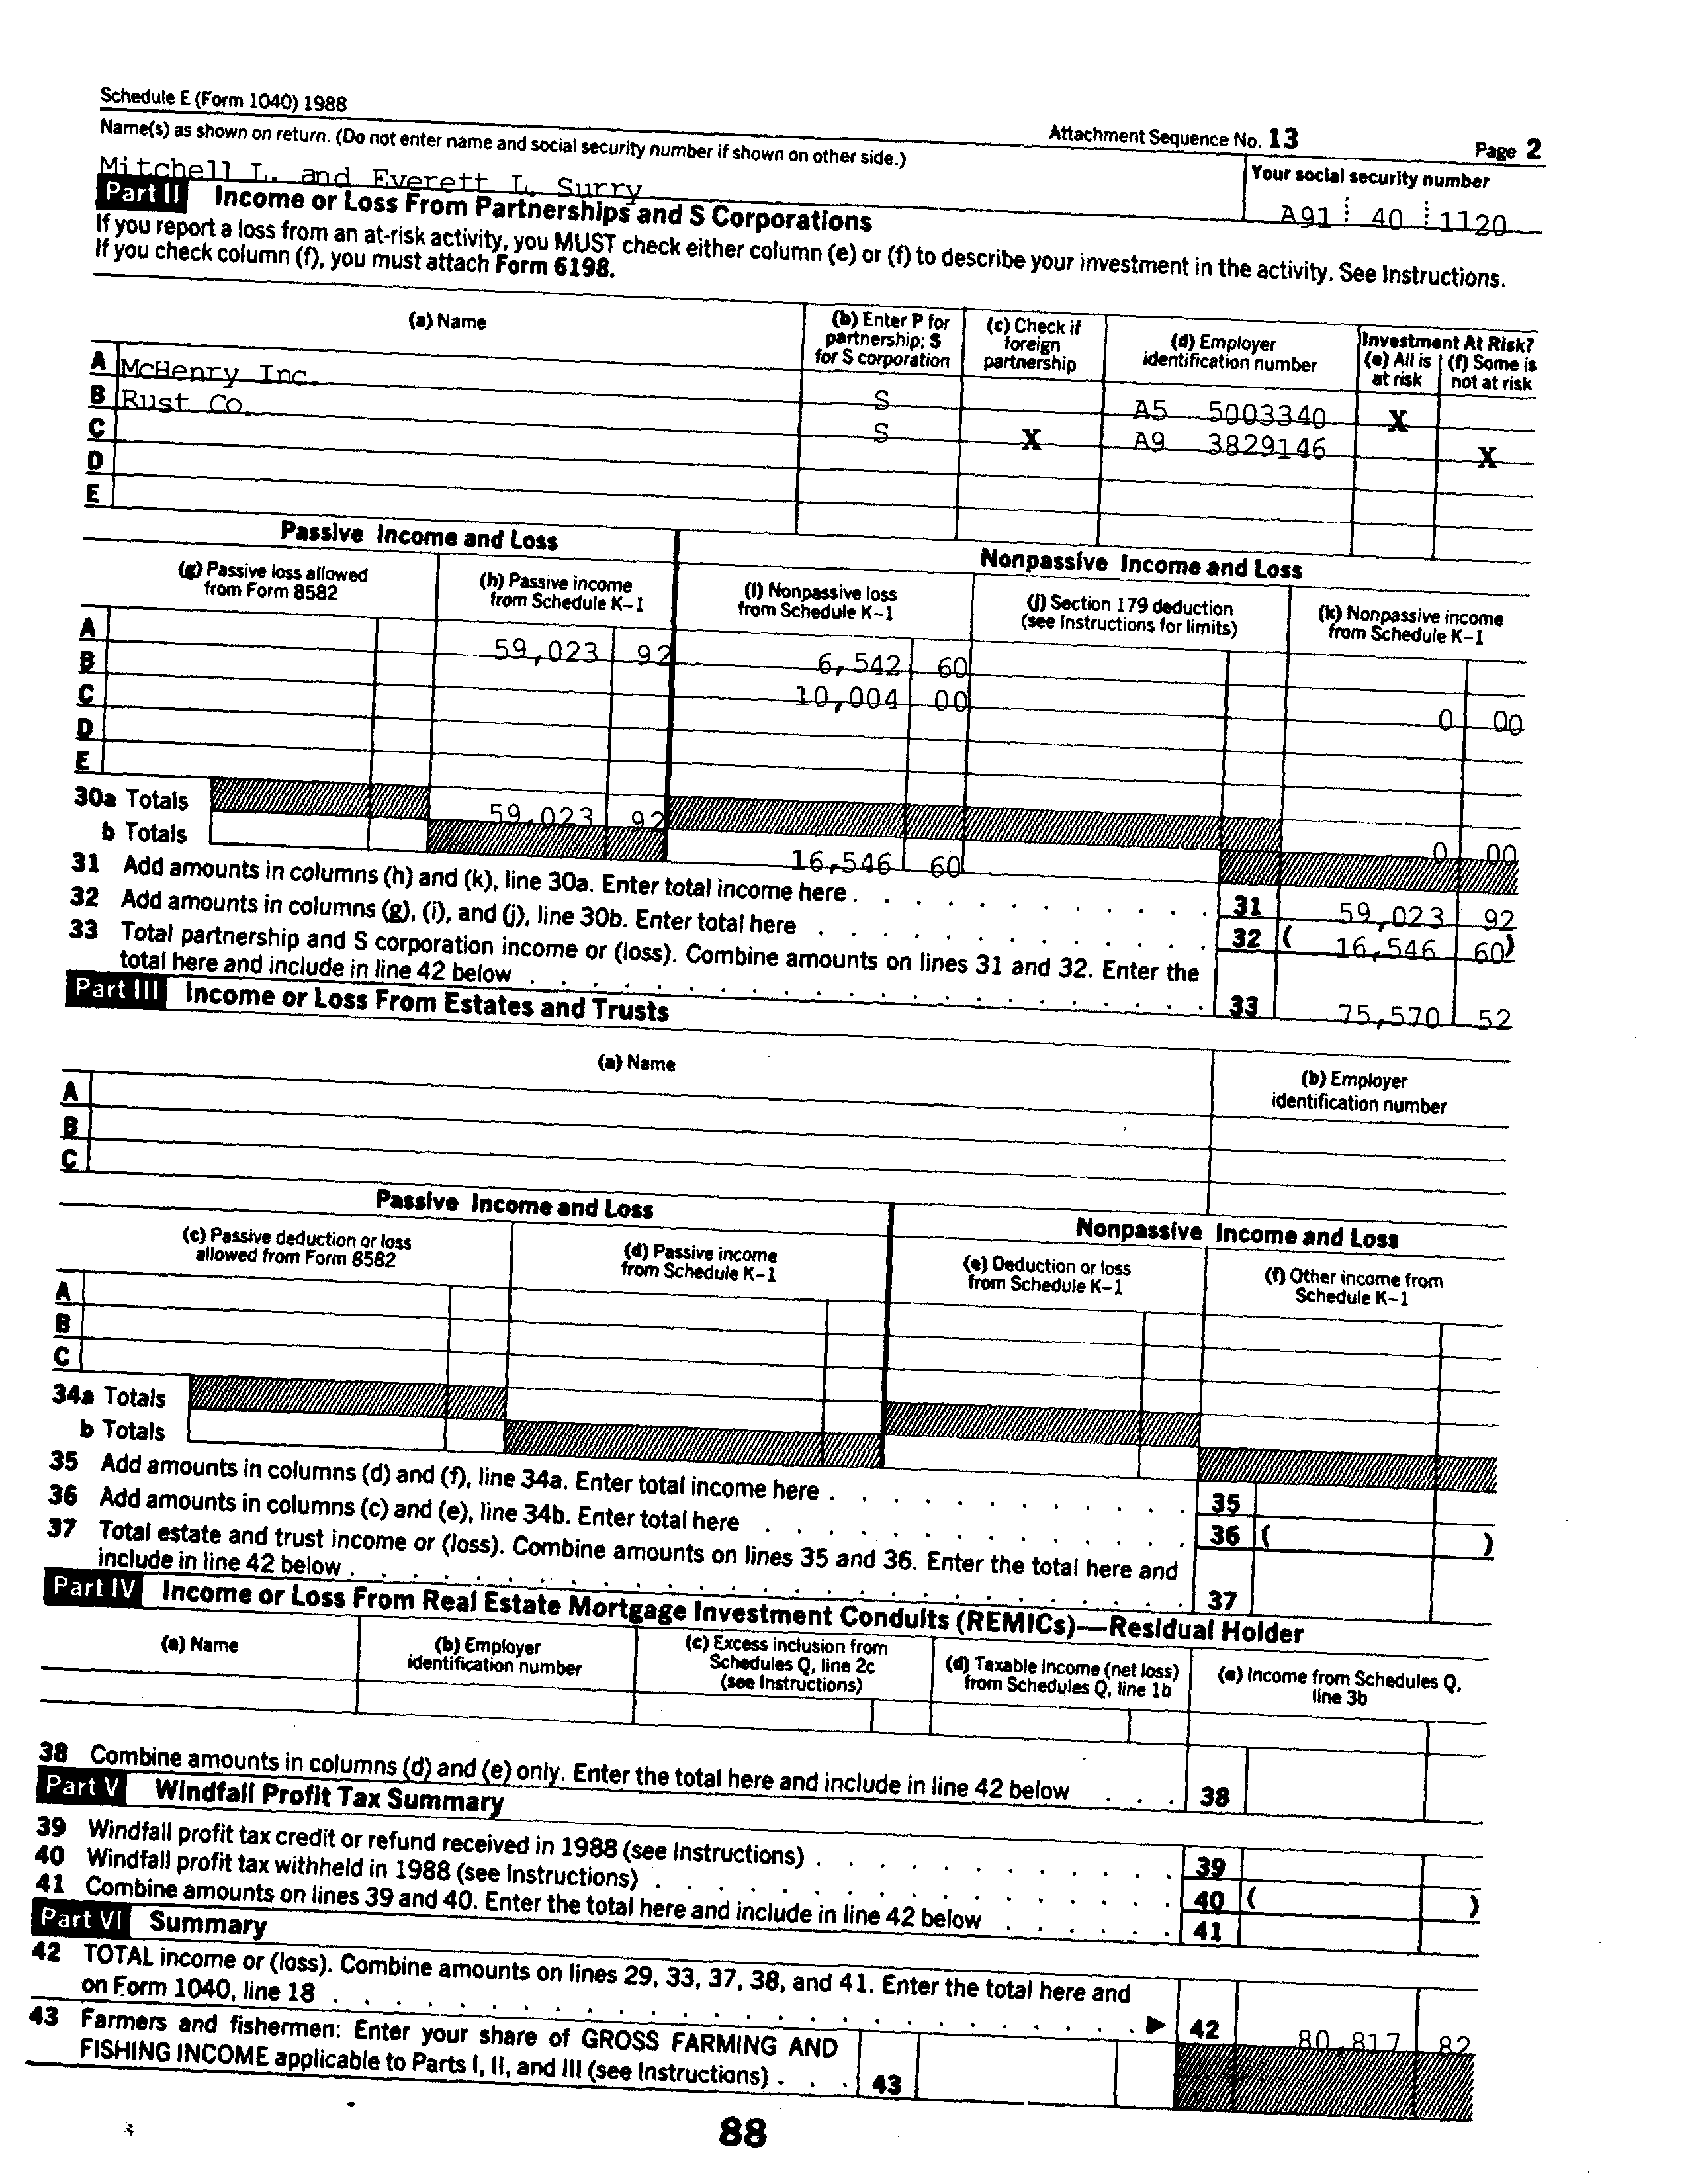 Schedule E (Form 1040) 1988
Attachment Sequence No. 13
Page 2
Name(s) as shown on return. (Do not enter name and social security number if shown on other side.)
Your social security number
Mitchell L. and Everett L. Surry
A91 40 1120
Part II Income or Loss From Partnerships and S Corporations
If you report a loss from an at-risk activity, you MUST check either column (e) or (f) to describe your investment in the activity. See Instructions.
If you check column (f), you must attach Form 6198.
(a) Name
(b) Enter P for partnership; S for S corporation
(c) Check if foreign partnership
(d) Employer identification number
Investment At Risk?
(e) All is at risk
(f) Some is not at risk
A McHenry Inc. S A5 5003340 X
B Rust Co. S X A9 3829146 X
C
D
E
Passive Income and Loss
Nonpassive Income and Loss
(g) Passive loss allowed from Form 8582
(h) Passive income from Schedule K-1
(i) Nonpassive loss from Schedule K-1
(j) Section 179 deduction (see Instructions for limits)
(k) Nonpassive income from Schedule K-1
A 59,023 92 6,542 60
B 10,004 00 0 00
C
D
E
30a Totals 59,023 92 0 00
b Totals 16,546 60
31 Add amounts in columns (h) and (k), line 30a. Enter total income here . . . . . . . . . . . 31 59,023 92
32 Add amounts in columns (g), (i), and (j), line 30b. Enter total here . . . . . . . . . . . . 32 ( 16,546 60)
33 Total partnership and S corporation income or (loss). Combine amounts on lines 31 and 32. Enter the
total here and include in line 42 below . . . . . . . . . . . . . . . . . . . . . 33 75,570 52
Part III Income or Loss From Estates and Trusts
(a) Name
(b) Employer identification number
A
B
C
Passive Income and Loss
Nonpassive Income and Loss
(c) Passive deduction or loss allowed from Form 8582
(d) Passive income from Schedule K-1
(e) Deduction or loss from Schedule K-1
(f) Other income from Schedule K-1
A
B
C
34a Totals
b Totals
35 Add amounts in columns (d) and (f), line 34a. Enter total income here . . . . . . . . . . . 35
36 Add amounts in columns (c) and (e), line 34b. Enter total here . . . . . . . . . . . . . 36 ( )
37 Total estate and trust income or (loss). Combine amounts on lines 35 and 36. Enter the total here and
include in line 42 below . . . . . . . . . . . . . . . . . . . . . . . . . 37
Part IV Income or Loss From Real Estate Mortgage Investment Conduits (REMICs)—Residual Holder
(a) Name
(b) Employer identification number
(c) Excess inclusion from Schedules Q, line 2c (see Instructions)
(d) Taxable income (net loss) from Schedules Q, line 1b
(e) Income from Schedules Q, line 3b
38 Combine amounts in columns (d) and (e) only. Enter the total here and include in line 42 below . . . 38
Part V Windfall Profit Tax Summary
39 Windfall profit tax credit or refund received in 1988 (see Instructions) . . . . . . . . . . . 39
40 Windfall profit tax withheld in 1988 (see Instructions) . . . . . . . . . . . . . . . . 40 ( )
41 Combine amounts on lines 39 and 40. Enter the total here and include in line 42 below . . . . . . 41
Part VI Summary
42 TOTAL income or (loss). Combine amounts on lines 29, 33, 37, 38, and 41. Enter the total here and
on Form 1040, line 18 . . . . . . . . . . . . . . . . . . . . . . . . . ▶ 42 80,817 82
43 Farmers and fishermen: Enter your share of GROSS FARMING AND
FISHING INCOME applicable to Parts I, II, and III (see Instructions) . . . 43
88